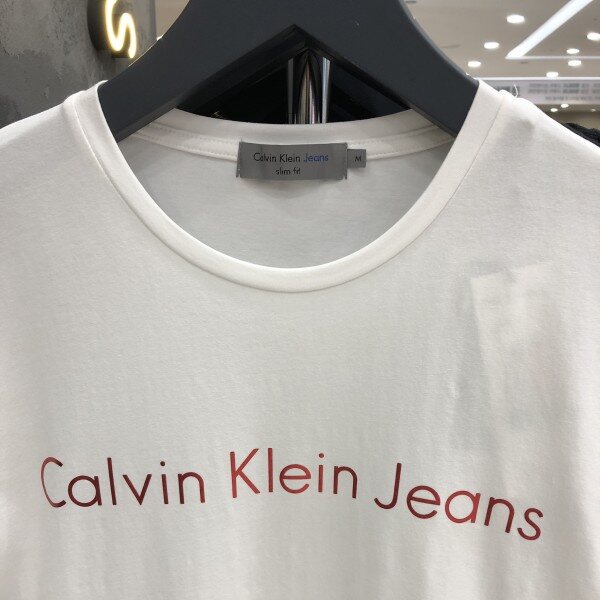 S
Calvin Klein Jeans
M
slim fit
Calvin Klein Jeans